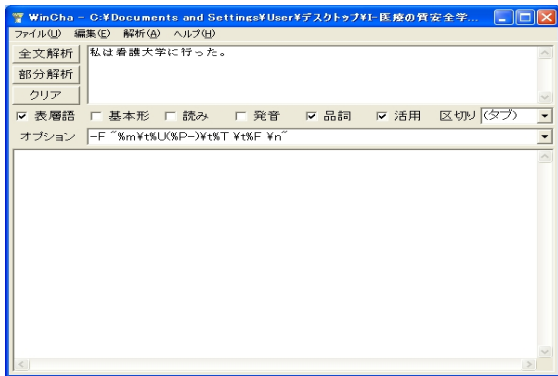 WinCha - C:¥Documents and Settings¥User¥デスクトップ¥J-医療の質安全学...
ファイル(U) 編集(E) 解析(A) ヘルプ(H)
全文解析
私は看護大学に行った。
部分解析
クリア
表層語 基本形 読み 発音 品詞 活用 区切り (タブ)
オプション -F "%m¥t%U(%P-)¥t%T ¥t%F ¥n"